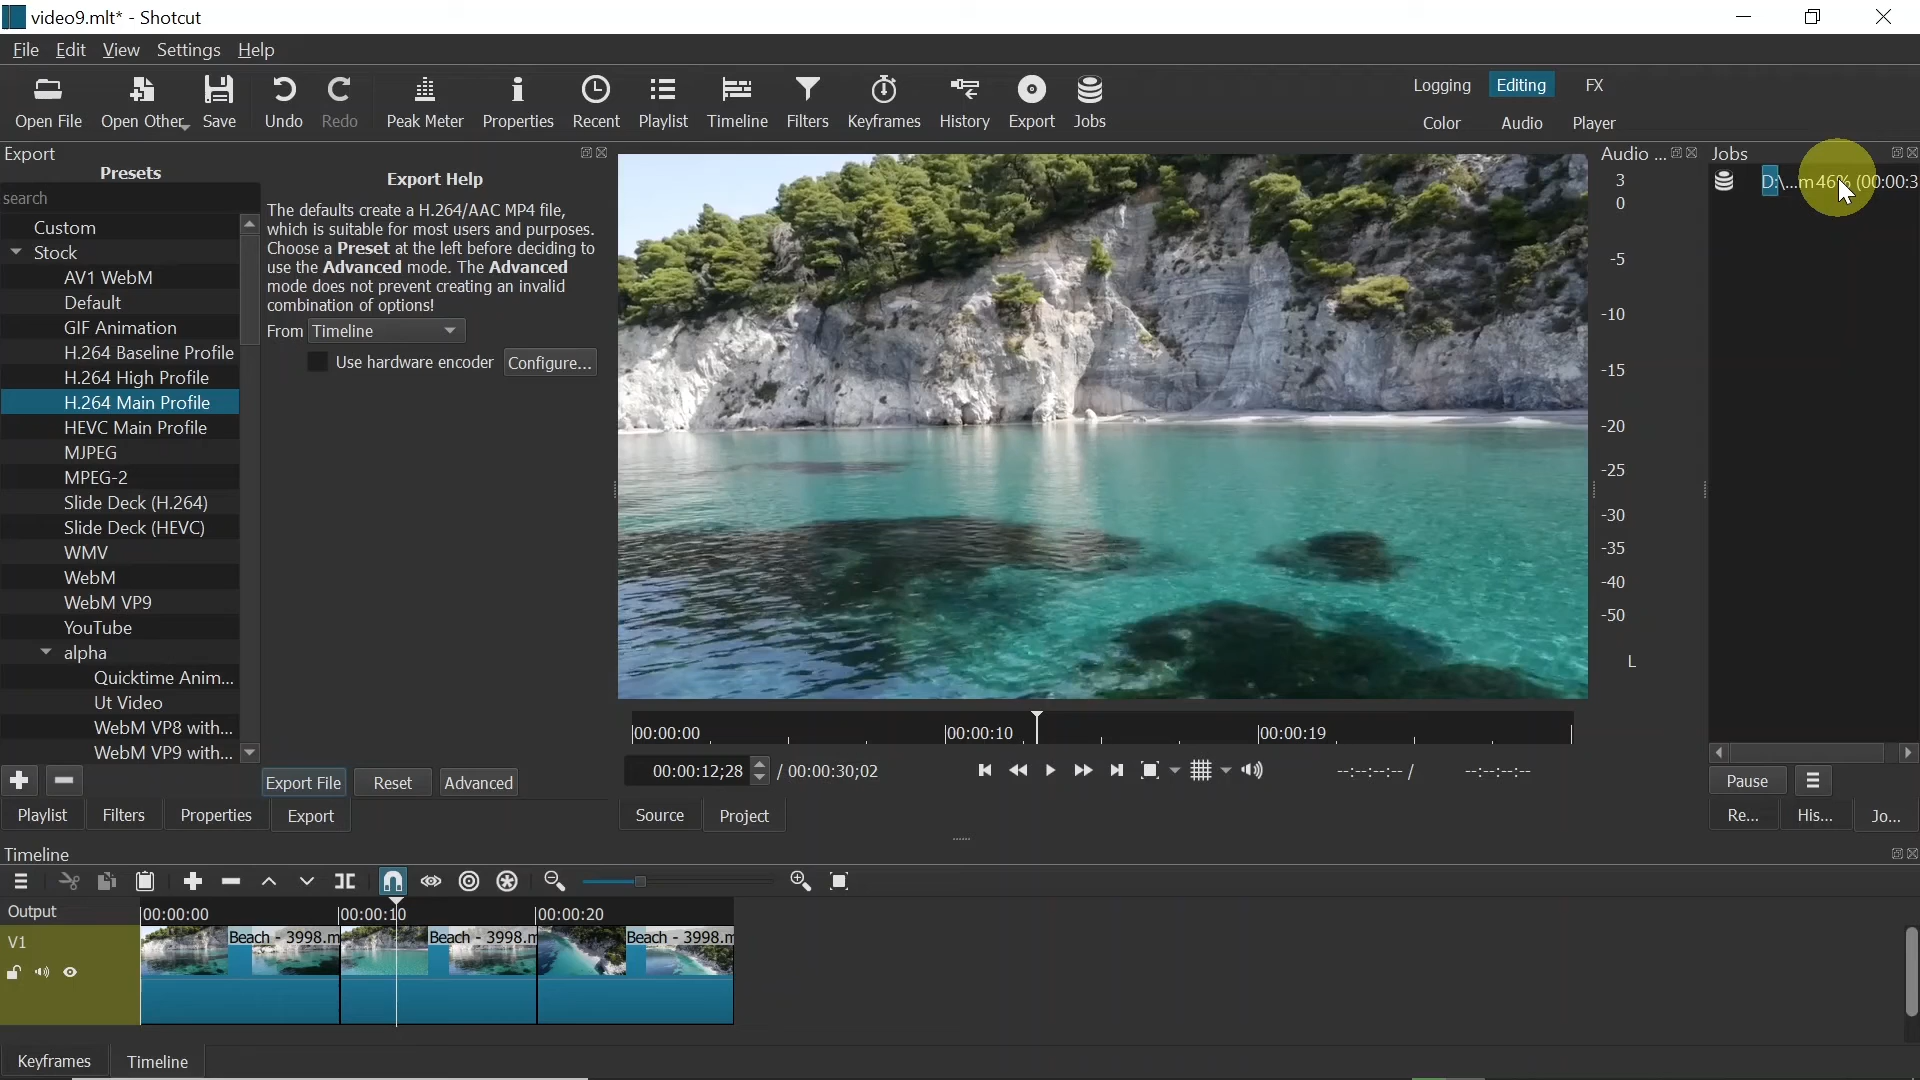 video9.mlt* - Shotcut
File Edit View Settings Help
Open File Open Other Save Undo Redo Peak Meter Properties Recent Playlist Timeline Filters Keyframes History Export Jobs
Logging Editing FX
Color Audio Player
Export
Presets
search
Custom
Stock
AV1 WebM
Default
GIF Animation
H.264 Baseline Profile
H.264 High Profile
H.264 Main Profile
HEVC Main Profile
MJPEG
MPEG-2
Slide Deck (H.264)
Slide Deck (HEVC)
WMV
WebM
WebM VP9
YouTube
alpha
Quicktime Anim...
Ut Video
WebM VP8 with...
WebM VP9 with...
Export Help
The defaults create a H.264/AAC MP4 file,
which is suitable for most users and purposes.
Choose a Preset at the left before deciding to
use the Advanced mode. The Advanced
mode does not prevent creating an invalid
combination of options!
From Timeline
Use hardware encoder Configure...
Export File Reset Advanced
Playlist Filters Properties Export
00:00:00 00:00:10 00:00:19
00:00:12;28 / 00:00:30;02 --:--:--:-- / --:--:--:--
Source Project
Audio ...
3
0
-5
-10
-15
-20
-25
-30
-35
-40
-50
L
Jobs
D:\...m 46% (00:00:3
Pause
Re... His... Jo...
Timeline
Output
00:00:00 00:00:10 00:00:20
V1
Beach - 3998.m Beach - 3998.m Beach - 3998.m
Keyframes Timeline